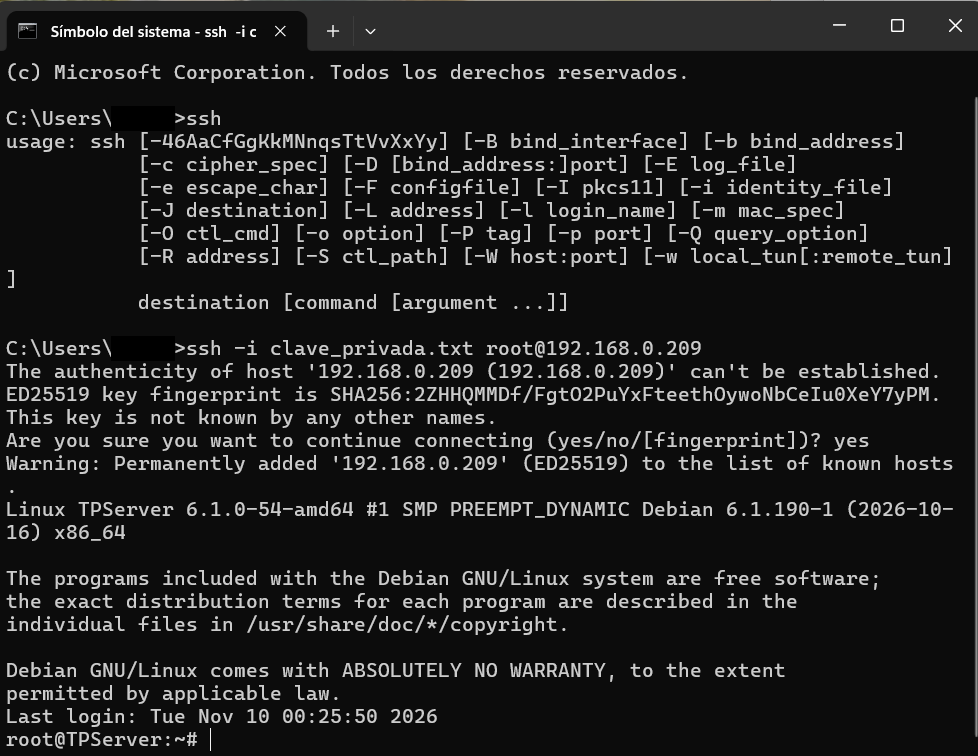 Símbolo del sistema - ssh -i c
(c) Microsoft Corporation. Todos los derechos reservados.
C:\Users\ >ssh
usage: ssh [-46AaCfGgKkMNnqsTtVvXxYy] [-B bind_interface] [-b bind_address]
[-c cipher_spec] [-D [bind_address:]port] [-E log_file]
[-e escape_char] [-F configfile] [-I pkcs11] [-i identity_file]
[-J destination] [-L address] [-l login_name] [-m mac_spec]
[-O ctl_cmd] [-o option] [-P tag] [-p port] [-Q query_option]
[-R address] [-S ctl_path] [-W host:port] [-w local_tun[:remote_tun]
]
destination [command [argument ...]]
C:\Users\ >ssh -i clave_privada.txt root@192.168.0.209
The authenticity of host '192.168.0.209 (192.168.0.209)' can't be established.
ED25519 key fingerprint is SHA256:2ZHHQMMDf/FgtO2PuYxFteethOywoNbCeIu0XeY7yPM.
This key is not known by any other names.
Are you sure you want to continue connecting (yes/no/[fingerprint])? yes
Warning: Permanently added '192.168.0.209' (ED25519) to the list of known hosts
.
Linux TPServer 6.1.0-54-amd64 #1 SMP PREEMPT_DYNAMIC Debian 6.1.190-1 (2026-10-
16) x86_64
The programs included with the Debian GNU/Linux system are free software;
the exact distribution terms for each program are described in the
individual files in /usr/share/doc/*/copyright.
Debian GNU/Linux comes with ABSOLUTELY NO WARRANTY, to the extent
permitted by applicable law.
Last login: Tue Nov 10 00:25:50 2026
root@TPServer:~#